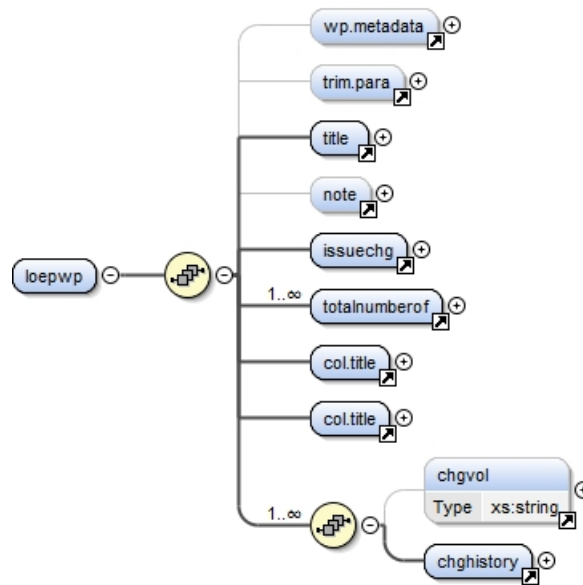 wp.metadata
trim.para
title
note
loepwp
issuechg
1..∞
totalnumberof
col.title
col.title
chgvol
1..∞
Type xs:string
chghistory